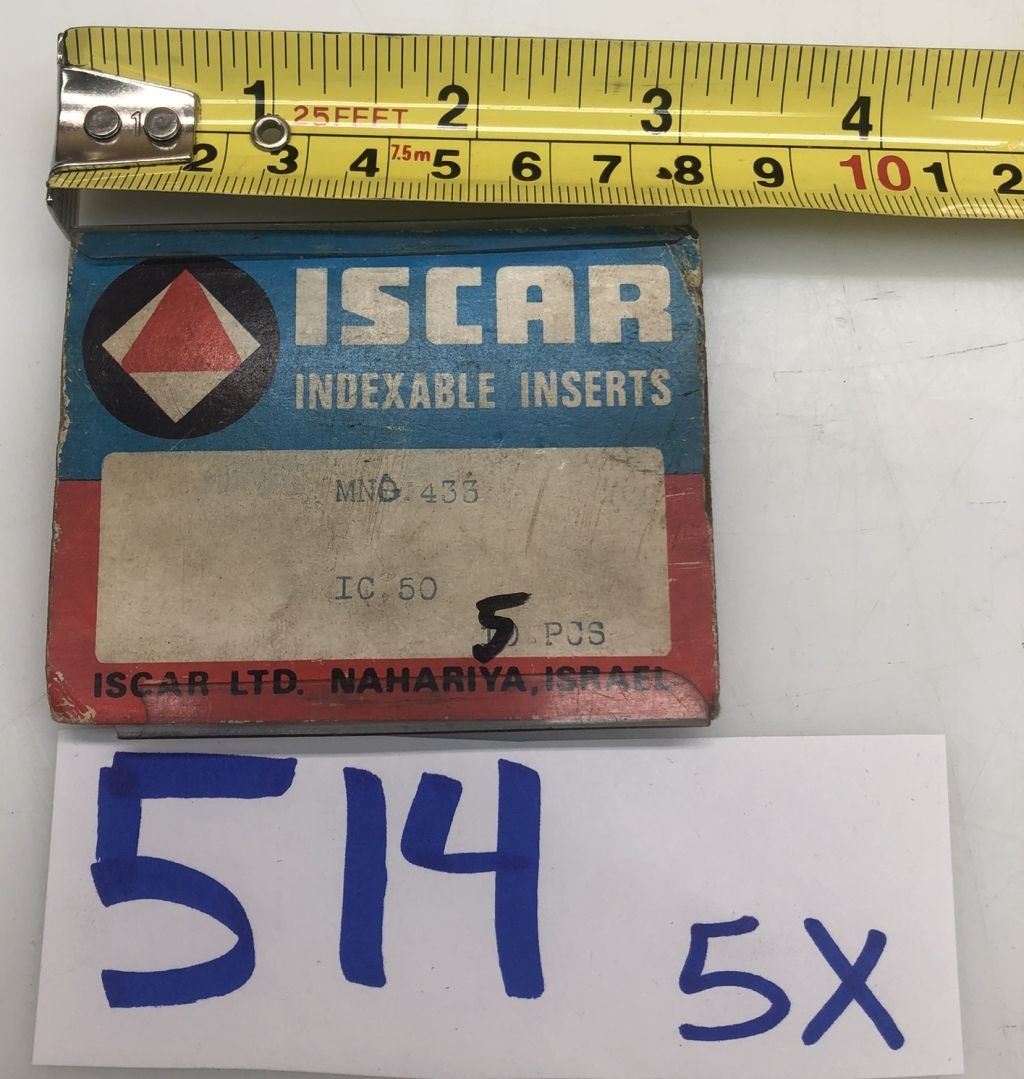 1 2 3 4
25FEET
1
2 3 4 7.5m 5 6 7 8 9 10 1 2
ISCAR
INDEXABLE INSERTS
MNG.433
IC.50
5 PCS
ISCAR LTD. NAHARIYA, ISRAEL
514
5X